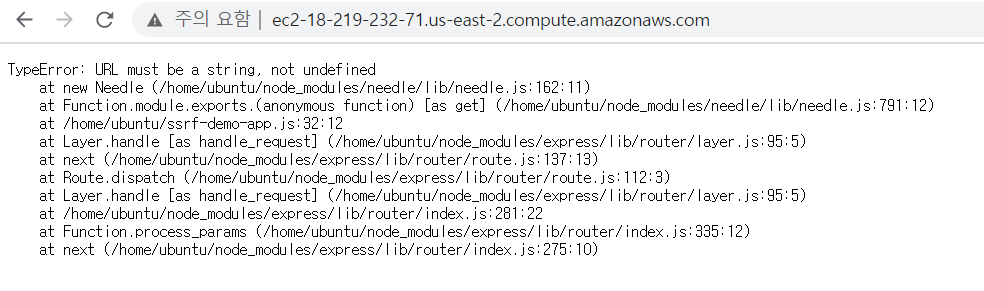 주의 요함 | ec2-18-219-232-71.us-east-2.compute.amazonaws.com
TypeError: URL must be a string, not undefined
    at new Needle (/home/ubuntu/node_modules/needle/lib/needle.js:162:11)
    at Function.module.exports.(anonymous function) [as get] (/home/ubuntu/node_modules/needle/lib/needle.js:791:12)
    at /home/ubuntu/ssrf-demo-app.js:32:12
    at Layer.handle [as handle_request] (/home/ubuntu/node_modules/express/lib/router/layer.js:95:5)
    at next (/home/ubuntu/node_modules/express/lib/router/route.js:137:13)
    at Route.dispatch (/home/ubuntu/node_modules/express/lib/router/route.js:112:3)
    at Layer.handle [as handle_request] (/home/ubuntu/node_modules/express/lib/router/layer.js:95:5)
    at /home/ubuntu/node_modules/express/lib/router/index.js:281:22
    at Function.process_params (/home/ubuntu/node_modules/express/lib/router/index.js:335:12)
    at next (/home/ubuntu/node_modules/express/lib/router/index.js:275:10)